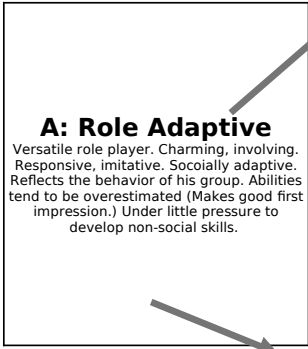 A: Role Adaptive
Versatile role player. Charming, involving.
Responsive, imitative. Socoially adaptive.
Reflects the behavior of his group. Abilities
tend to be overestimated (Makes good first
impression.) Under little pressure to
develop non-social skills.